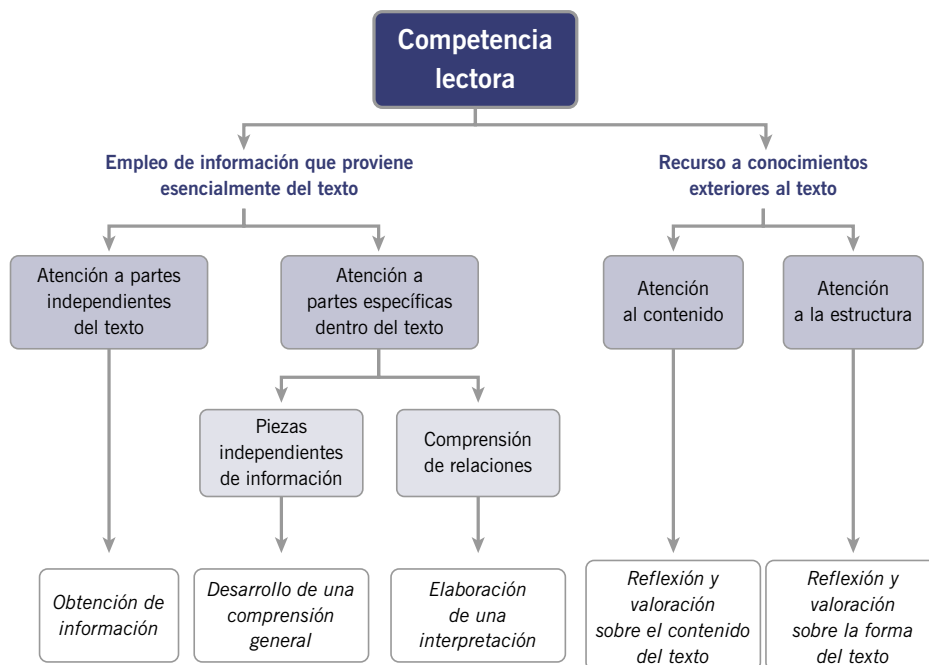 Competencia
lectora
Empleo de información que proviene
esencialmente del texto
Recurso a conocimientos
exteriores al texto
Atención a partes
independientes
del texto
Atención a
partes específicas
dentro del texto
Atención
al contenido
Atención
a la estructura
Piezas
independientes
de información
Comprensión
de relaciones
Obtención de
información
Desarrollo de una
comprensión
general
Elaboración
de una
interpretación
Reflexión y
valoración
sobre el contenido
del texto
Reflexión y
valoración
sobre la forma
del texto